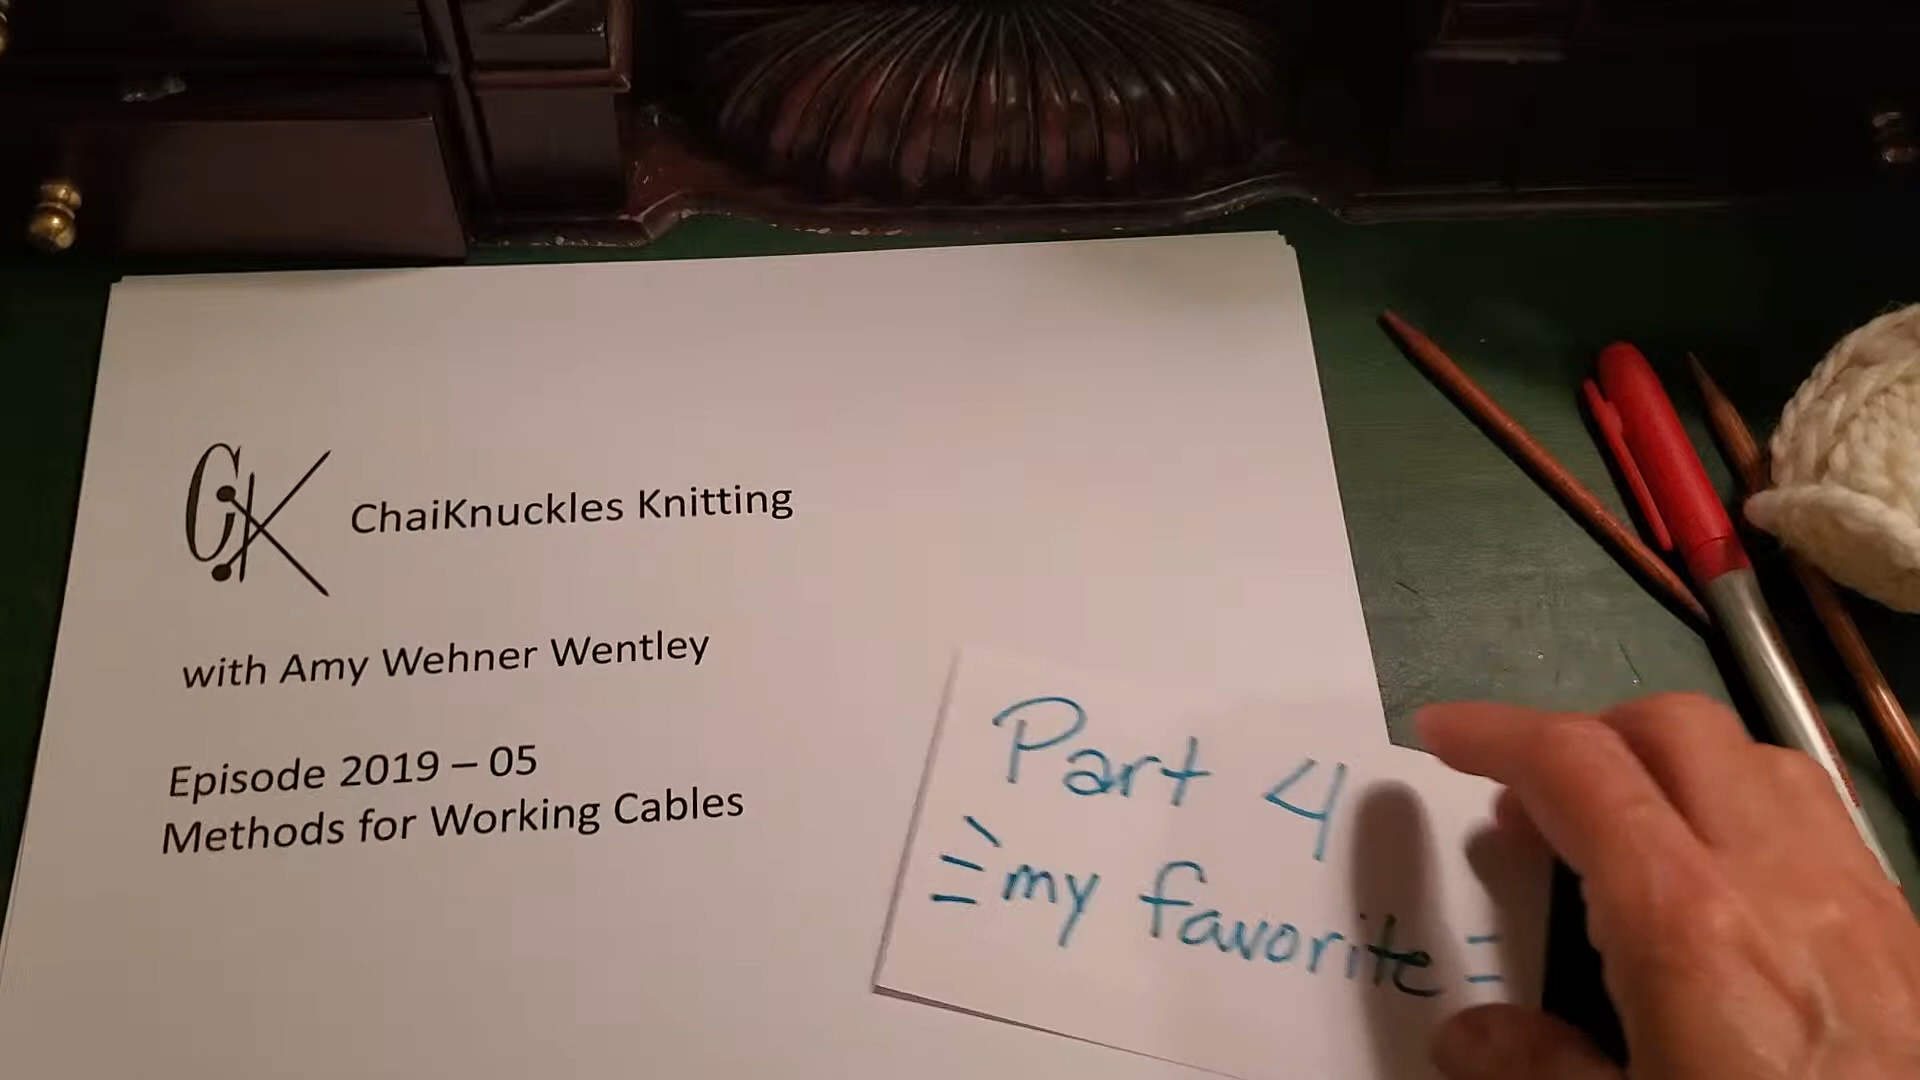 CK ChaiKnuckles Knitting
with Amy Wehner Wentley
Episode 2019 – 05
Methods for Working Cables
Part 4
my favorite